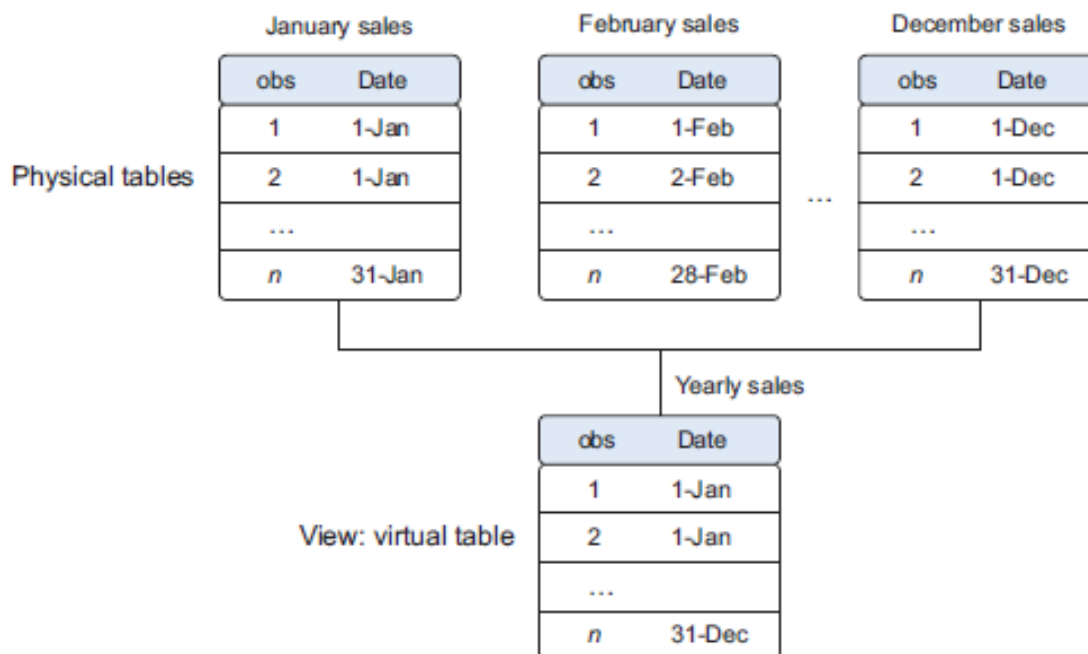 January sales
February sales
December sales
obs Date
obs Date
obs Date
1 1-Jan
1 1-Feb
1 1-Dec
Physical tables
2 1-Jan
2 2-Feb
2 1-Dec
...
...
...
...
n 31-Jan
n 28-Feb
n 31-Dec
Yearly sales
obs Date
1 1-Jan
View: virtual table
2 1-Jan
...
n 31-Dec